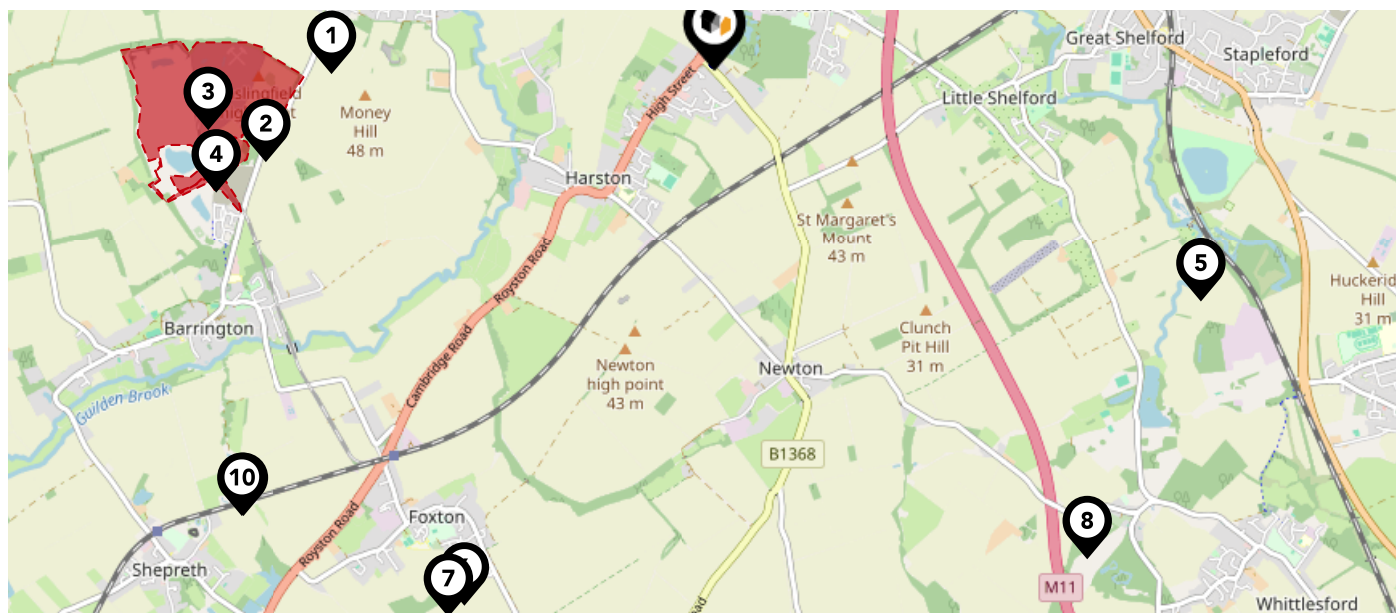 1
Great Shelford
Stapleford
3
High Street
Little Shelford
2
Money
Hill
48 m
4
Harston
St Margaret's
Mount
43 m
5
Royston Road
Huckerid
Hill
31 m
Barrington
Clunch
Pit Hill
31 m
Cambridge Road
Newton
high point
43 m
Newton
Guilden Brook
B1368
10
Royston Road
Foxton
8
7
Shepreth
M11
Whittlesford